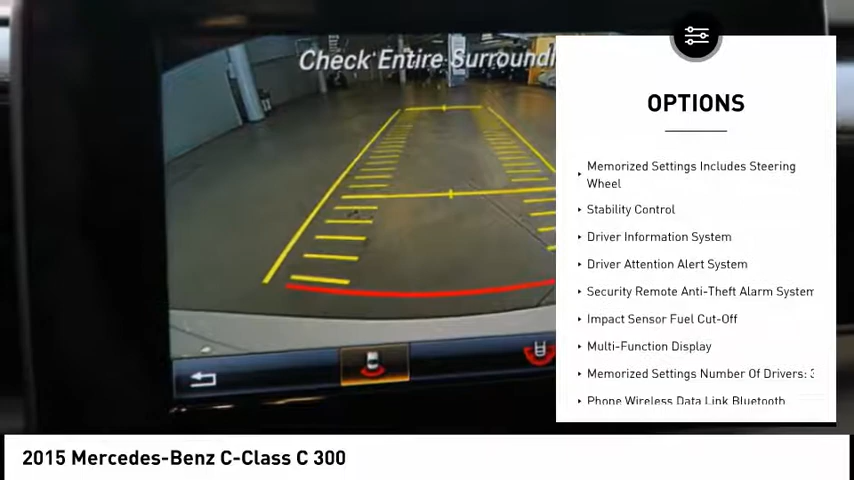 Check Entire Surroundi
OPTIONS
Memorized Settings Includes Steering
Wheel
Stability Control
Driver Information System
Driver Attention Alert System
Security Remote Anti-Theft Alarm System
Impact Sensor Fuel Cut-Off
Multi-Function Display
Memorized Settings Number Of Drivers: 3
Phone Wireless Data Link Bluetooth
2015 Mercedes-Benz C-Class C 300